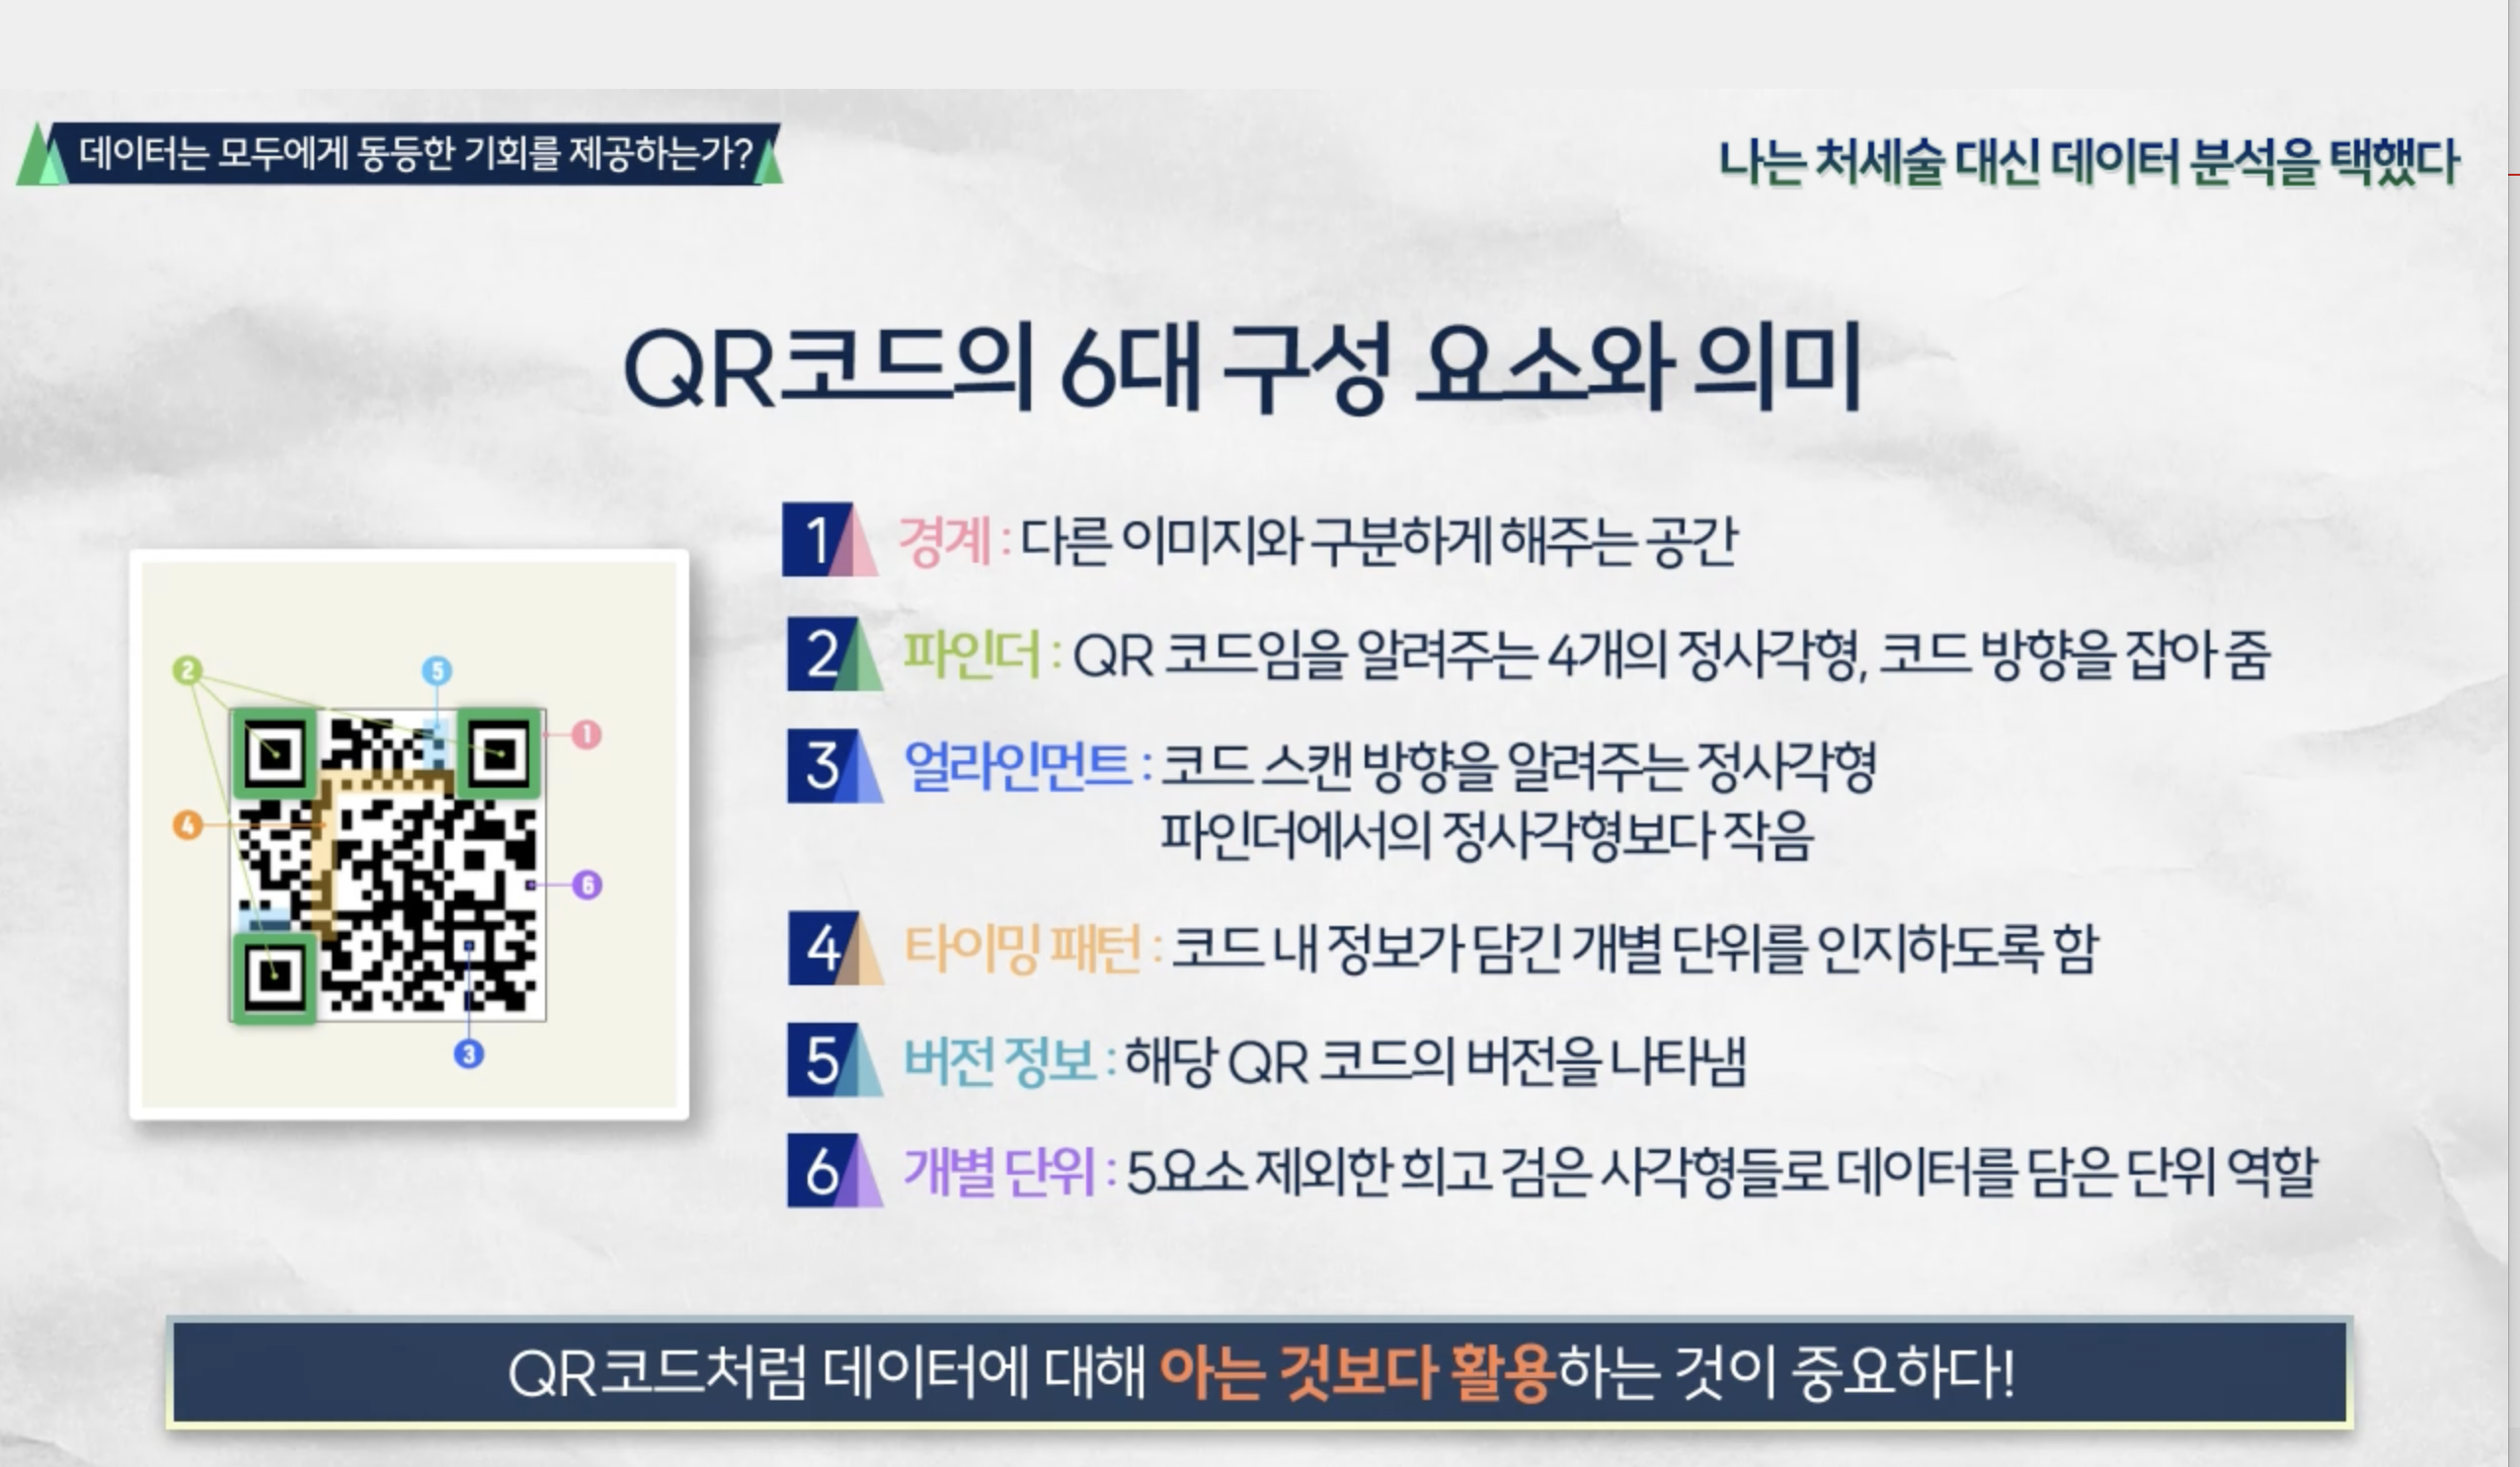 데이터는 모두에게 동등한 기회를 제공하는가?
나는 처세술 대신 데이터 분석을 택했다
QR코드의 6대 구성 요소와 의미
2
5
1
4
6
3
1 경계 : 다른 이미지와 구분하게 해주는 공간
2 파인더 : QR 코드임을 알려주는 4개의 정사각형, 코드 방향을 잡아 줌
3 얼라인먼트 : 코드 스캔 방향을 알려주는 정사각형
파인더에서의 정사각형보다 작음
4 타이밍 패턴 : 코드 내 정보가 담긴 개별 단위를 인지하도록 함
5 버전 정보 : 해당 QR 코드의 버전을 나타냄
6 개별 단위 : 5요소 제외한 희고 검은 사각형들로 데이터를 담은 단위 역할
QR코드처럼 데이터에 대해 아는 것보다 활용하는 것이 중요하다!